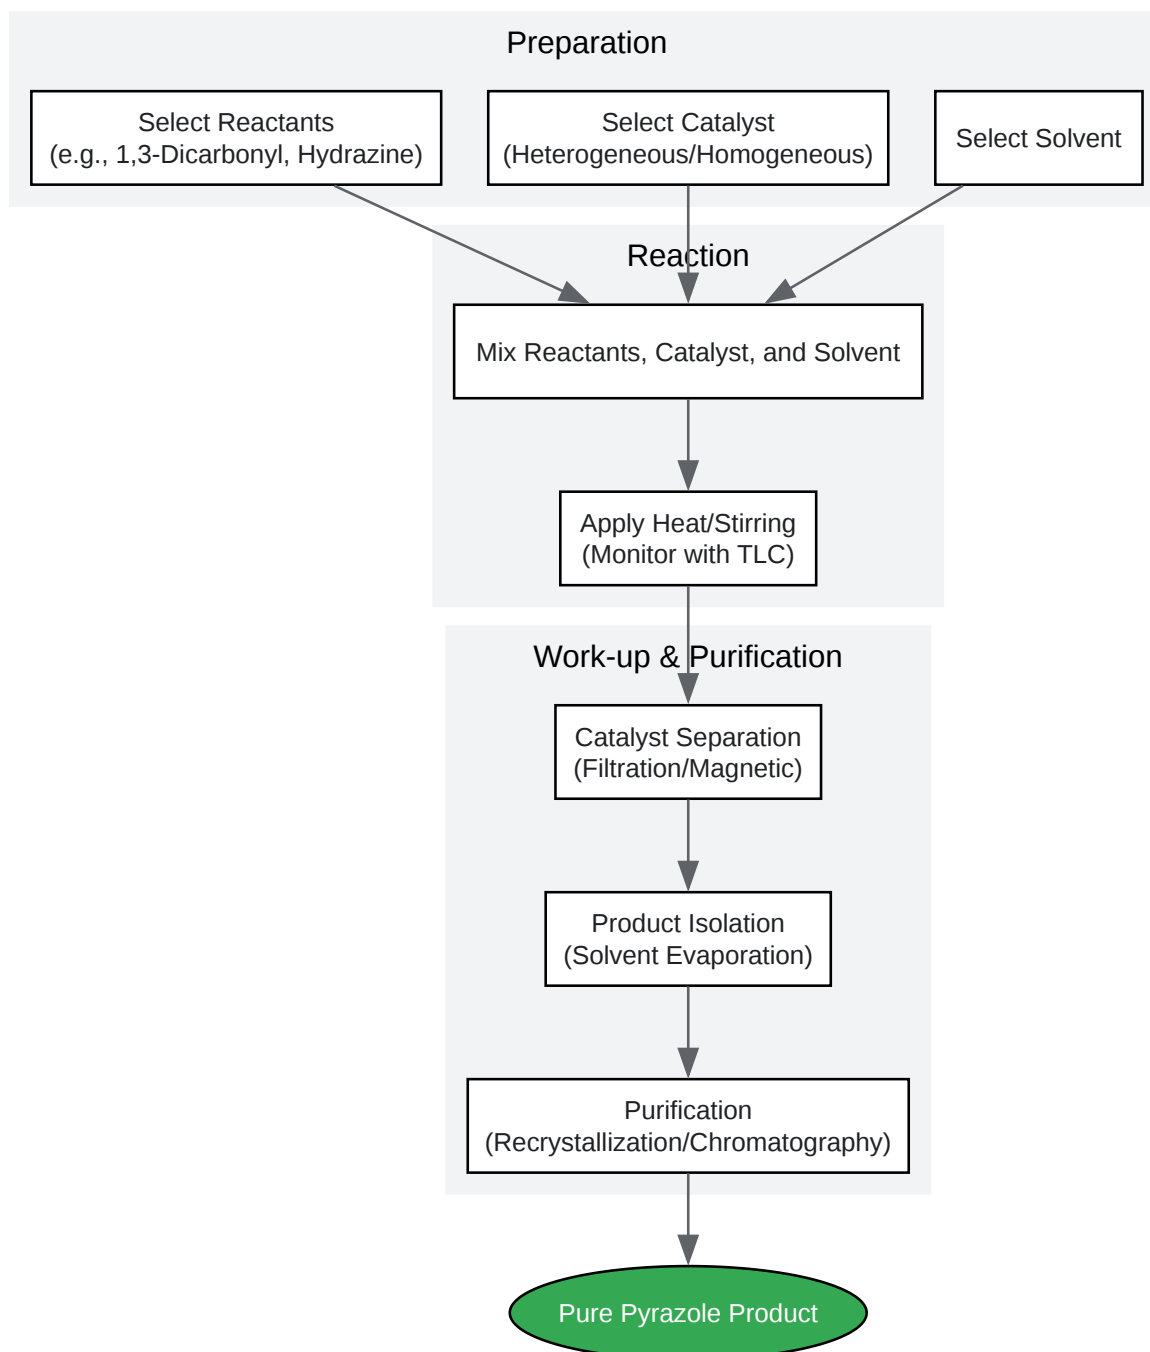 Preparation
Select Reactants
(e.g., 1,3-Dicarbonyl, Hydrazine)
Select Catalyst
(Heterogeneous/Homogeneous)
Select Solvent
Reaction
Mix Reactants, Catalyst, and Solvent
Apply Heat/Stirring
(Monitor with TLC)
Work-up & Purification
Catalyst Separation
(Filtration/Magnetic)
Product Isolation
(Solvent Evaporation)
Purification
(Recrystallization/Chromatography)
Pure Pyrazole Product